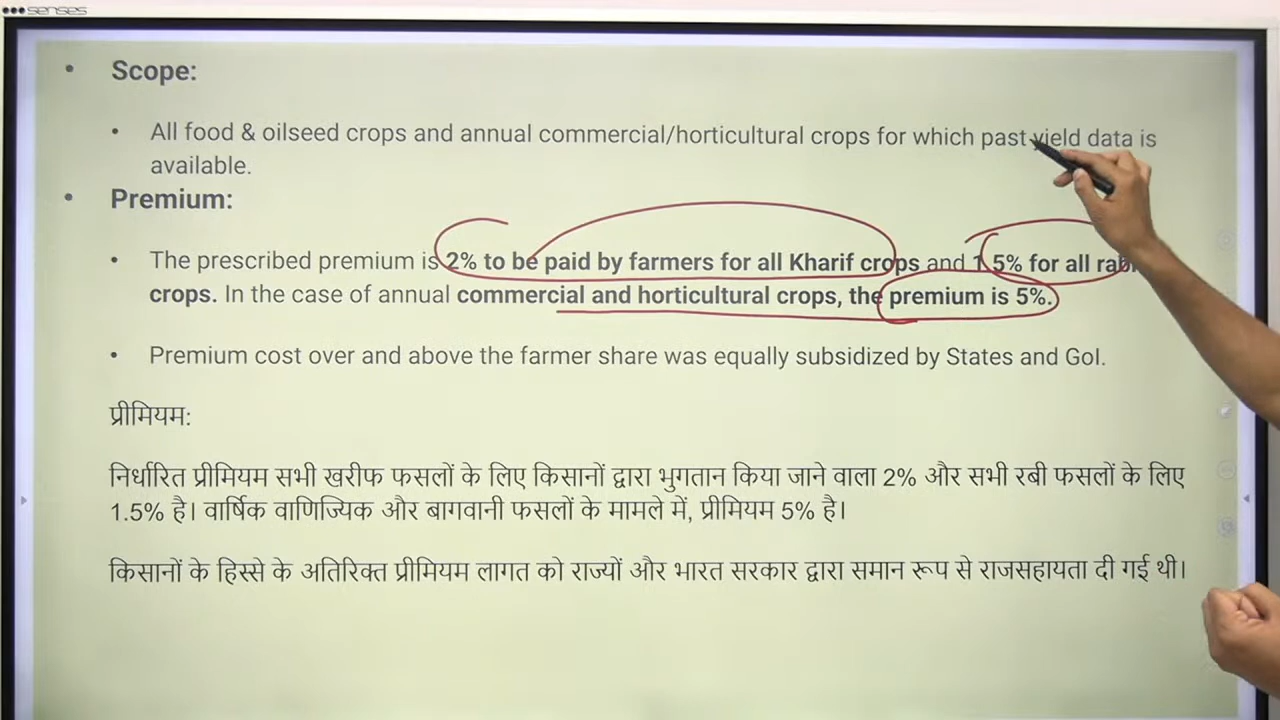 senses
Scope:
All food & oilseed crops and annual commercial/horticultural crops for which past yield data is
available.
Premium:
The prescribed premium is 2% to be paid by farmers for all Kharif crops and 1.5% for all rabi
crops. In the case of annual commercial and horticultural crops, the premium is 5%.
Premium cost over and above the farmer share was equally subsidized by States and GoI.
प्रीमियम:
निर्धारित प्रीमियम सभी खरीफ फसलों के लिए किसानों द्वारा भुगतान किया जाने वाला 2% और सभी रबी फसलों के लिए
1.5% है। वार्षिक वाणिज्यिक और बागवानी फसलों के मामले में, प्रीमियम 5% है।
किसानों के हिस्से के अतिरिक्त प्रीमियम लागत को राज्यों और भारत सरकार द्वारा समान रूप से राजसहायता दी गई थी।